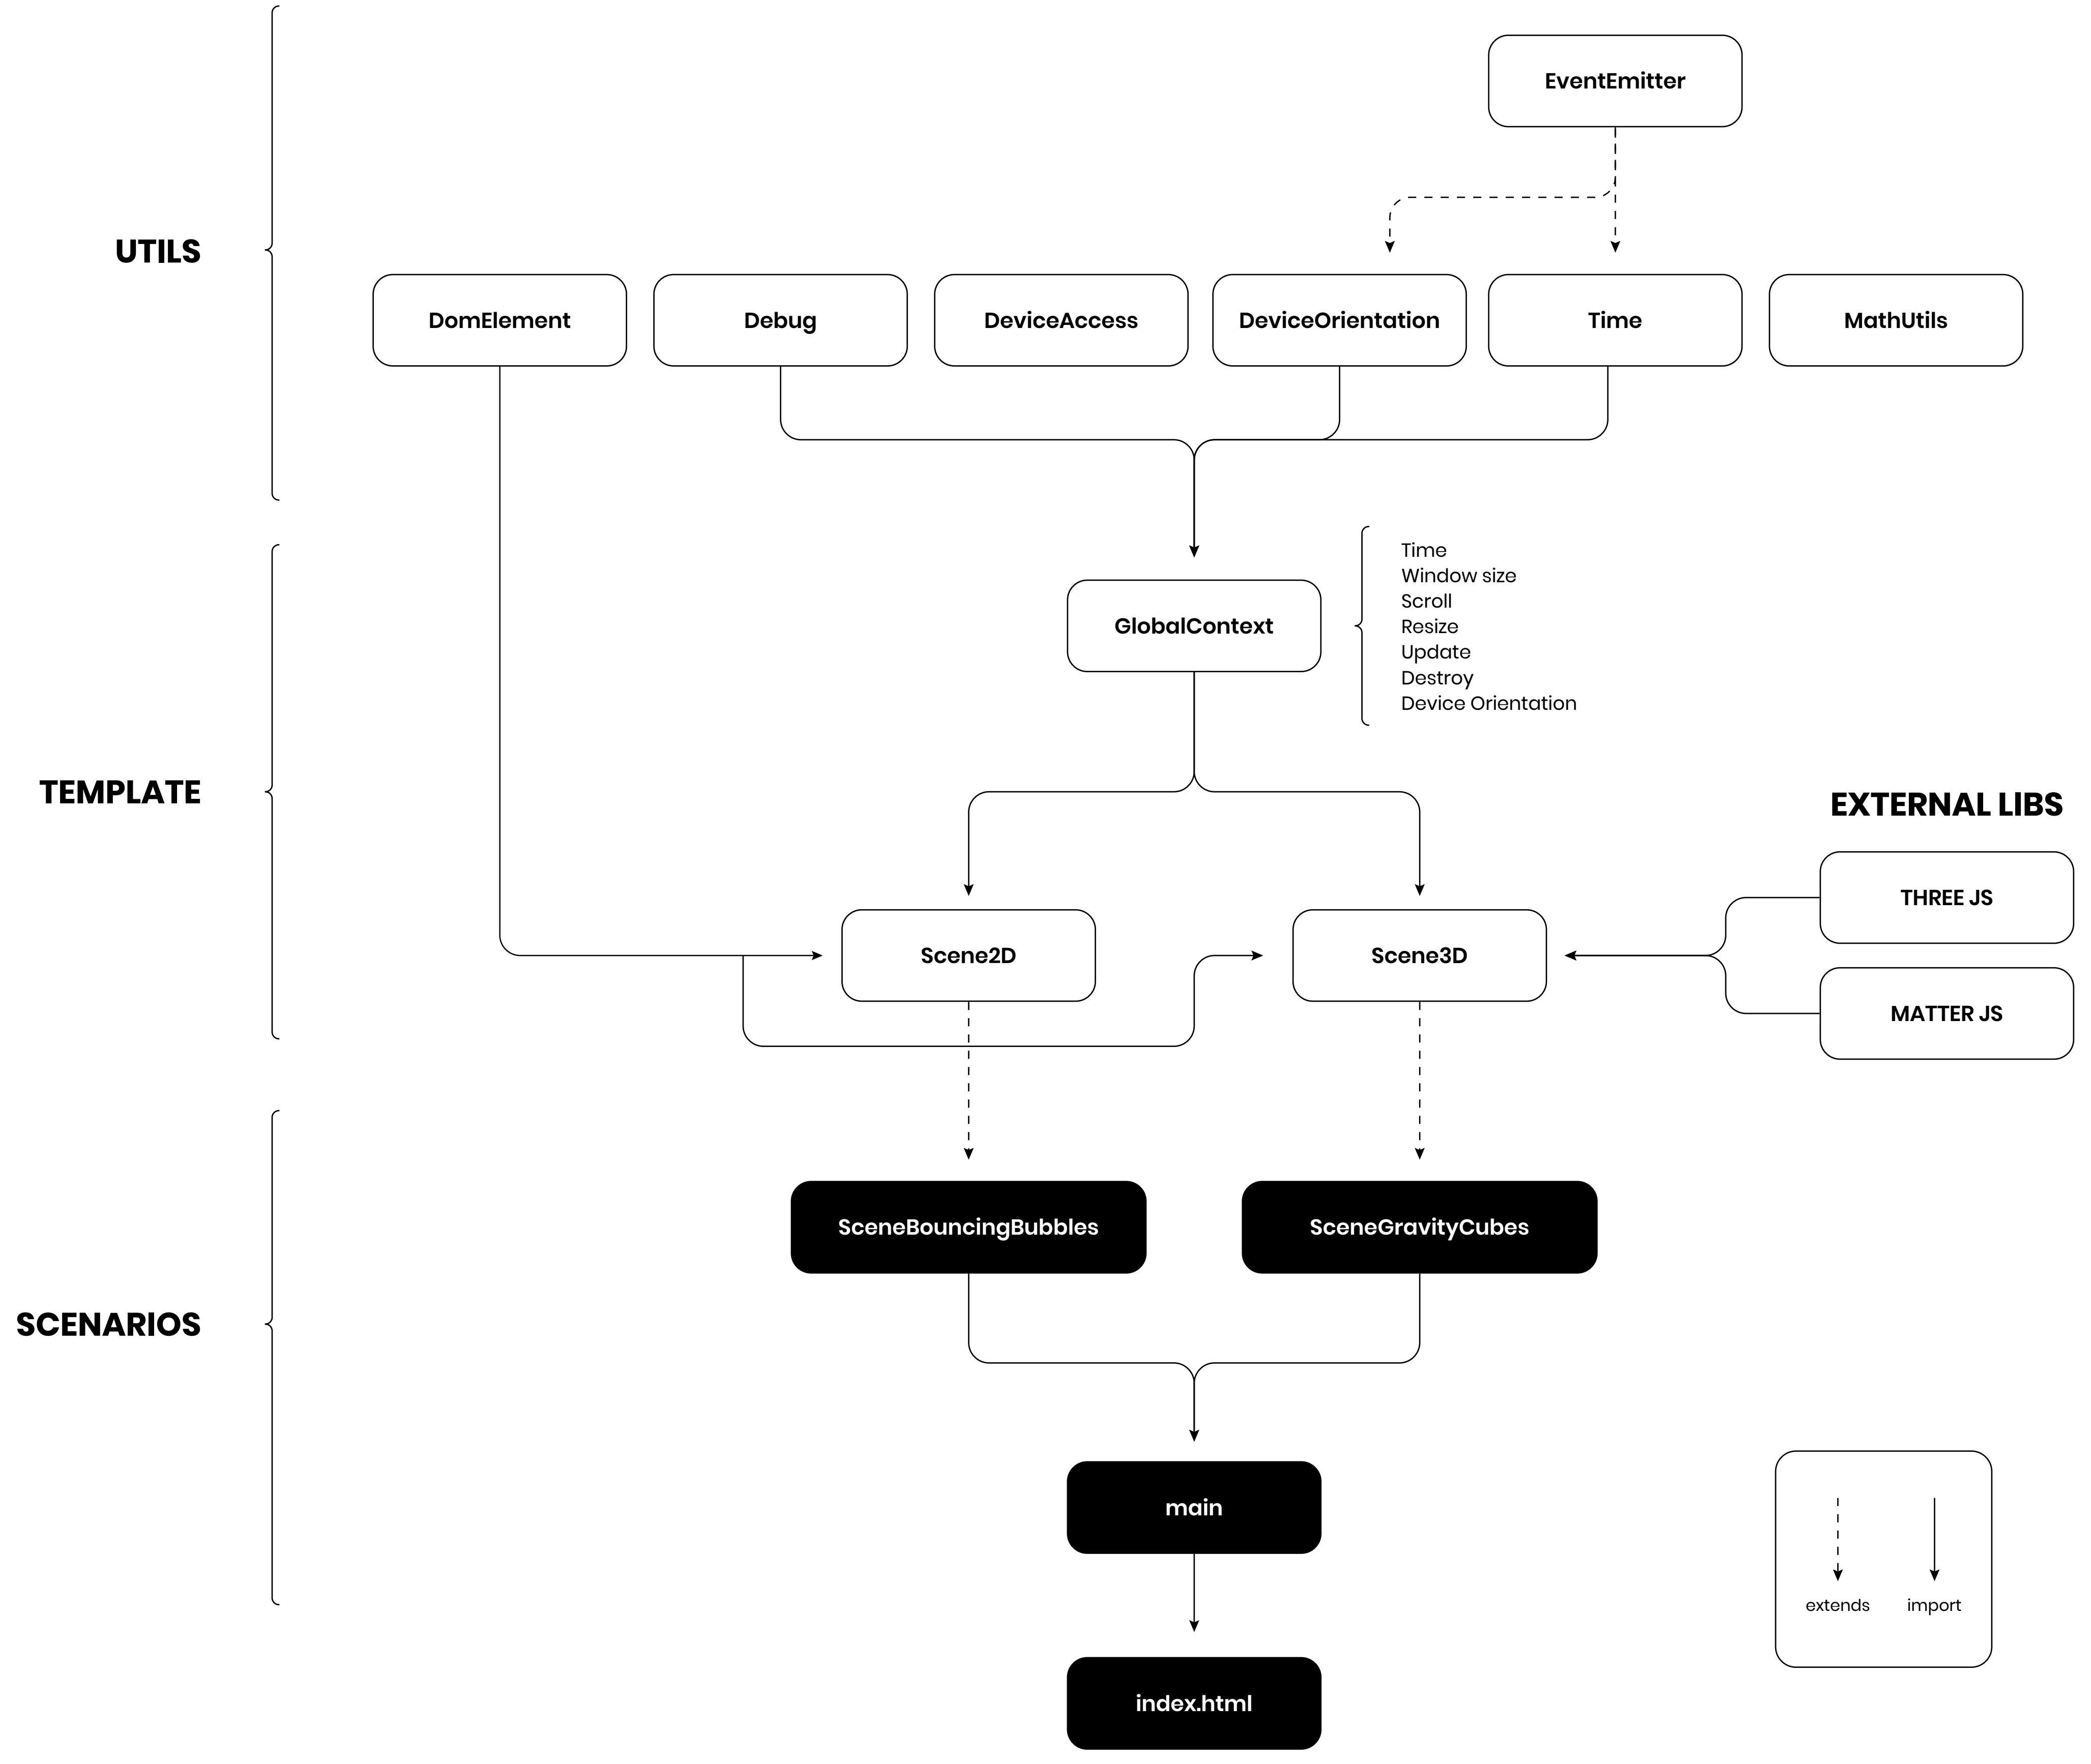 EventEmitter
UTILS
DomElement
Debug
DeviceAccess
DeviceOrientation
Time
MathUtils
GlobalContext
Time
Window size
Scroll
Resize
Update
Destroy
Device Orientation
TEMPLATE
EXTERNAL LIBS
THREE JS
Scene2D
Scene3D
MATTER JS
SceneBouncingBubbles
SceneGravityCubes
SCENARIOS
main
extends
import
index.html